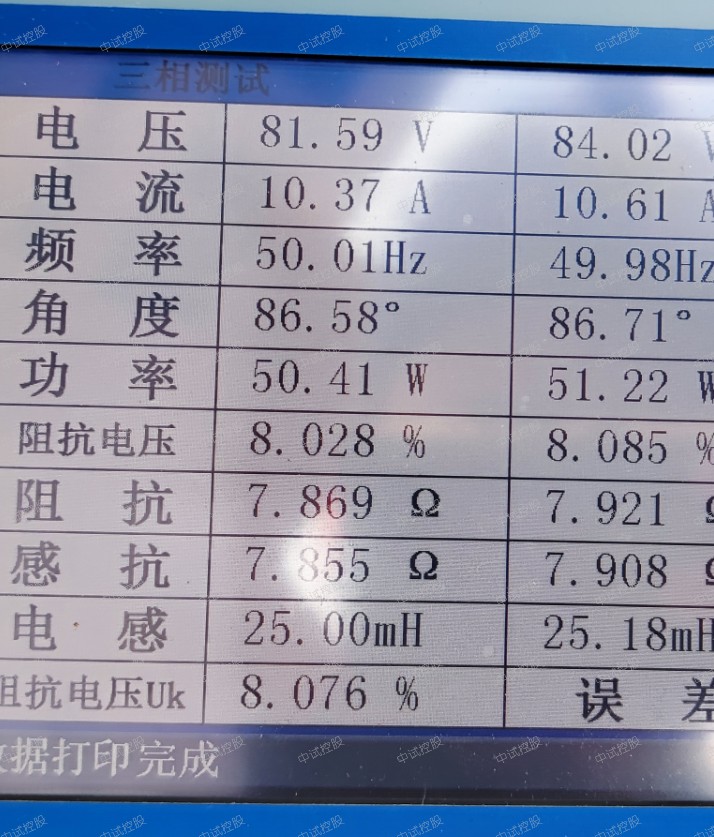 三相测试
电 压 81.59 V 84.02 V
电 流 10.37 A 10.61 A
频 率 50.01Hz 49.98Hz
角 度 86.58° 86.71°
功 率 50.41 W 51.22 W
阻抗电压 8.028 % 8.085 %
阻 抗 7.869 Ω 7.921 Ω
感 抗 7.855 Ω 7.908 Ω
电 感 25.00mH 25.18mH
阻抗电压Uk 8.076 % 误 差
数据打印完成
中试控股